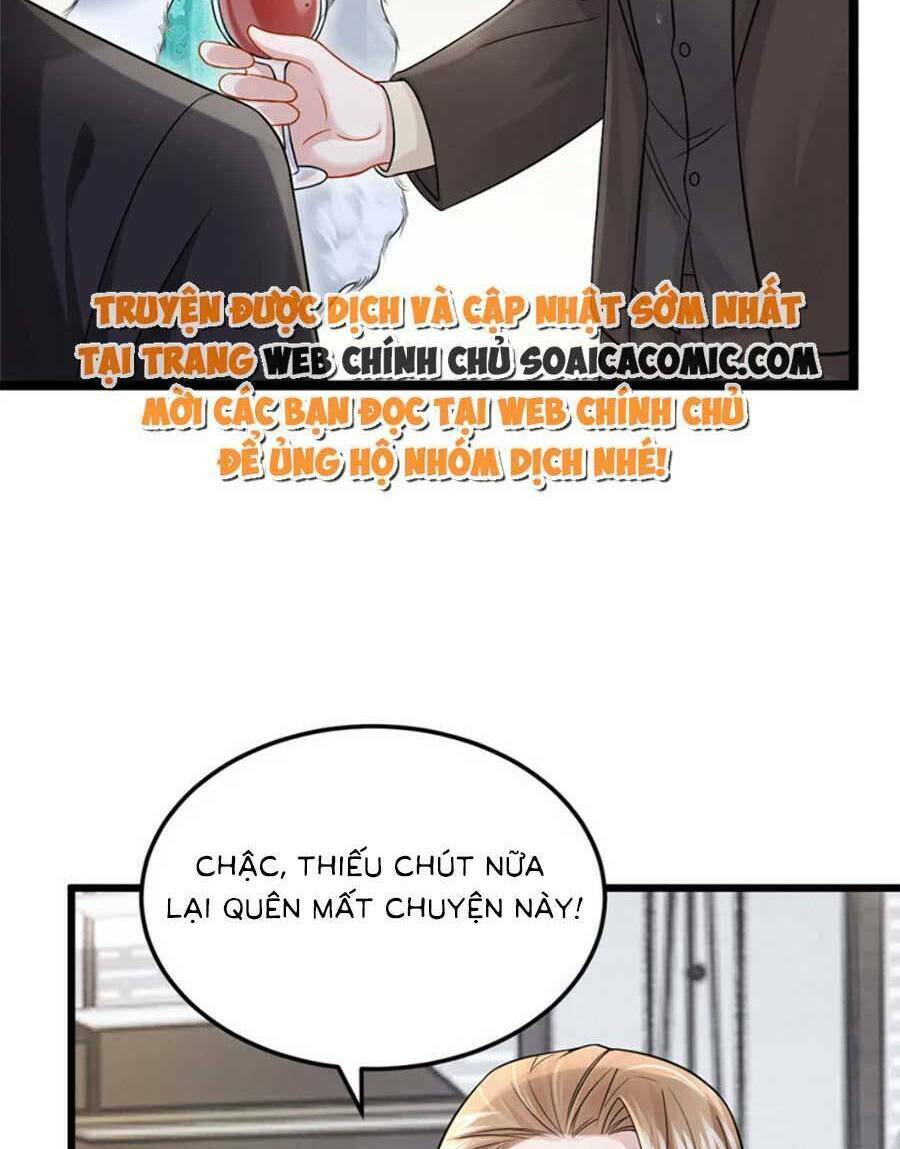 TRUYỆN ĐƯỢC DỊCH VÀ CẬP NHẬT SỚM NHẤT
TẠI TRANG WEB CHÍNH CHỦ SOAICACOMIC.COM
MỜI CÁC BẠN ĐỌC TẠI WEB CHÍNH CHỦ
ĐỂ ỦNG HỘ NHÓM DỊCH NHÉ!
CHẬC, THIẾU CHÚT NỮA
LẠI QUÊN MẤT CHUYỆN NÀY!